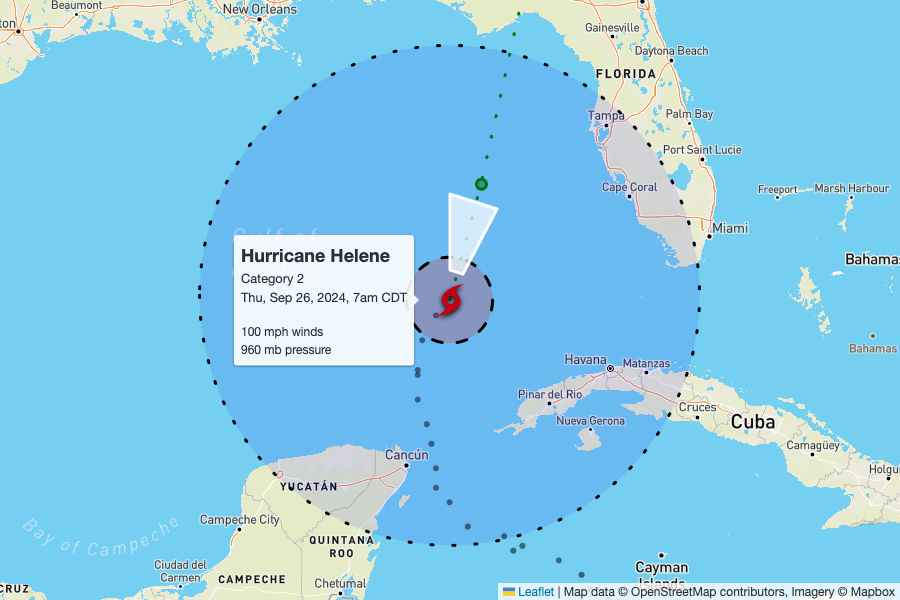 Beaumont
New Orleans
Gainesville
Daytona Beach
FLORIDA
Tampa
Palm Bay
Port Saint Lucie
Cape Coral
Freeport
Marsh Harbour
Miami
Gulf of
Hurricane Helene
Category 2
Thu, Sep 26, 2024, 7am CDT
100 mph winds
960 mb pressure
Bahamas
Bahamas
Havana
Matanzas
Pinar del Rio
Nueva Gerona
Cruces
Cuba
Camagüey
Holgu
Cancún
YUCATÁN
Campeche City
Bay of Campeche
QUINTANA
ROO
Ciudad del
Carmen
CAMPECHE
Chetumal
CRUZ
Cayman
Islands
Leaflet | Map data © OpenStreetMap contributors, Imagery © Mapbox